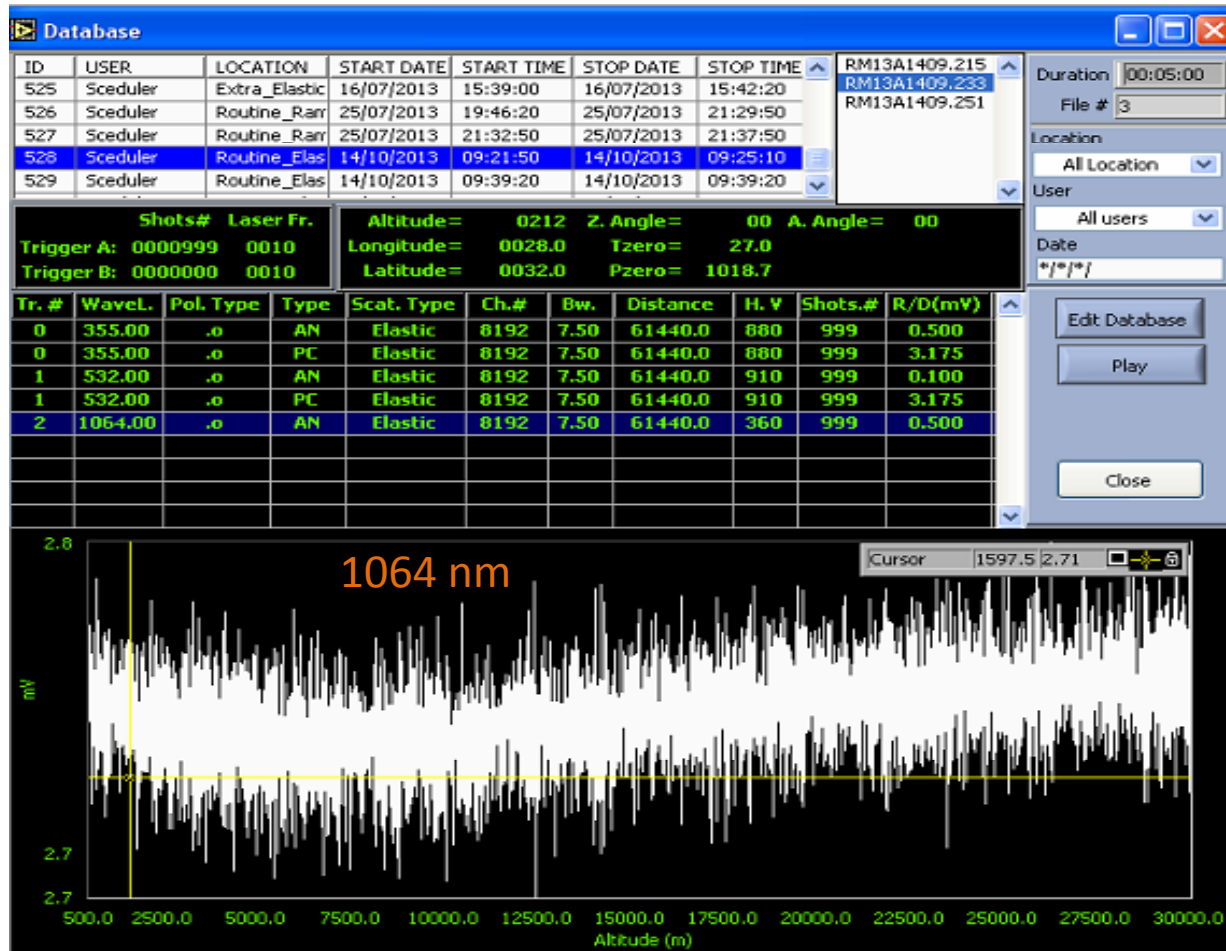 Database
ID USER LOCATION START DATE START TIME STOP DATE STOP TIME
525 Sceduler Extra_Elastic 16/07/2013 15:39:00 16/07/2013 15:42:20
526 Sceduler Routine_Ram 25/07/2013 19:46:20 25/07/2013 21:29:50
527 Sceduler Routine_Ram 25/07/2013 21:32:50 25/07/2013 21:37:50
528 Sceduler Routine_Elas 14/10/2013 09:21:50 14/10/2013 09:25:10
529 Sceduler Routine_Elas 14/10/2013 09:39:20 14/10/2013 09:39:20
RM13A1409.215
RM13A1409.233
RM13A1409.251
Duration 00:05:00
File # 3
Location
All Location
User
All users
Date
*/*/*/
Edit Database
Play
Close
Shots# Laser Fr.
Trigger A: 0000999 0010
Trigger B: 0000000 0010
Altitude= 0212 Z. Angle= 00 A. Angle= 00
Longitude= 0028.0 Tzero= 27.0
Latitude= 0032.0 Pzero= 1018.7
Tr. # WaveL. Pol. Type Type Scat. Type Ch.# Bw. Distance H. V Shots.# R/D(mV)
0 355.00 .o AN Elastic 8192 7.50 61440.0 880 999 0.500
0 355.00 .o PC Elastic 8192 7.50 61440.0 880 999 3.175
1 532.00 .o AN Elastic 8192 7.50 61440.0 910 999 0.100
1 532.00 .o PC Elastic 8192 7.50 61440.0 910 999 3.175
2 1064.00 .o AN Elastic 8192 7.50 61440.0 360 999 0.500
1064 nm
Cursor 1597.5 2.71
2.8
mV
2.7
2.7
500.0 2500.0 5000.0 7500.0 10000.0 12500.0 15000.0 17500.0 20000.0 22500.0 25000.0 27500.0 30000.0
Altitude (m)